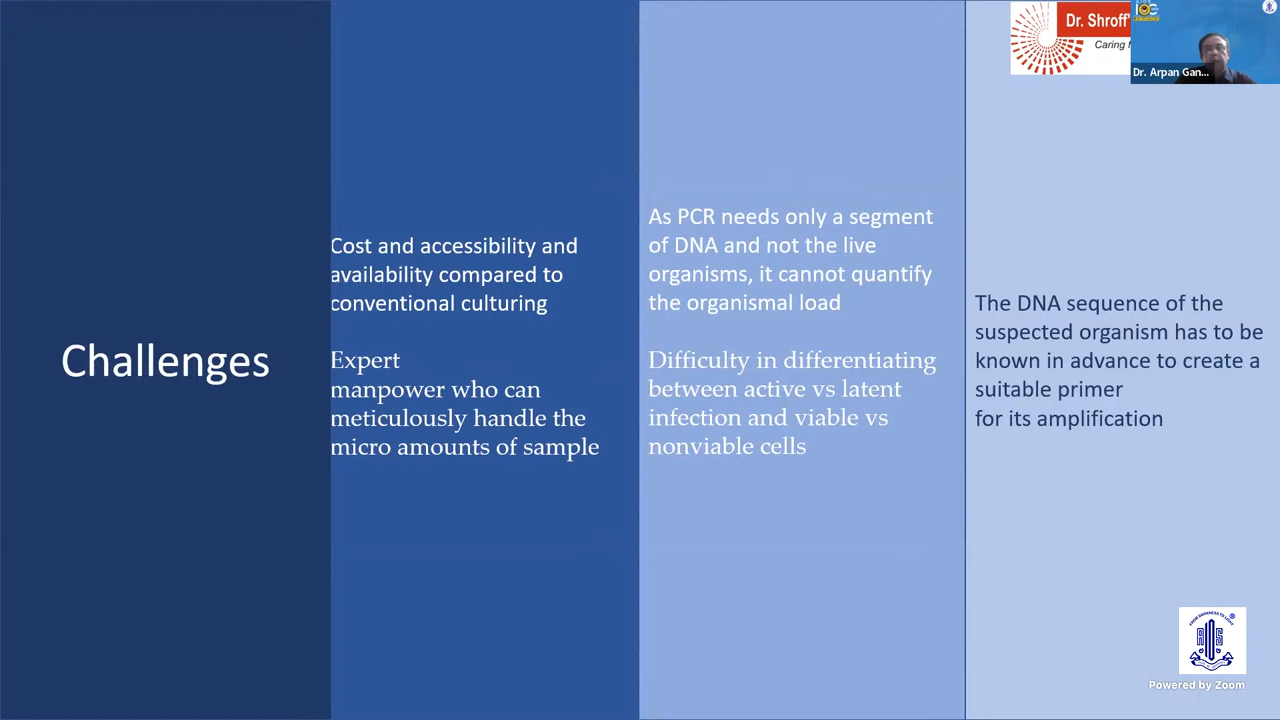 Challenges
Cost and accessibility and
availability compared to
conventional culturing
Expert
manpower who can
meticulously handle the
micro amounts of sample
As PCR needs only a segment
of DNA and not the live
organisms, it cannot quantify
the organismal load
Difficulty in differentiating
between active vs latent
infection and viable vs
nonviable cells
The DNA sequence of the
suspected organism has to be
known in advance to create a
suitable primer
for its amplification
Dr. Shroff'
Caring
Dr. Arpan Gan...
Powered by Zoom